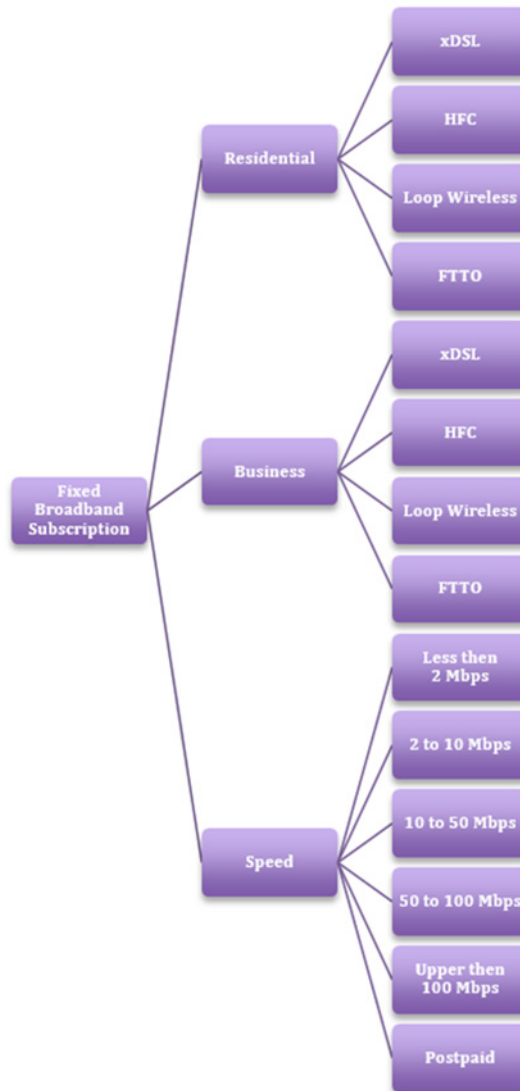 xDSL
HFC
Residential
Loop Wireless
FTTO
xDSL
HFC
Business
Fixed
Broadband
Subscription
Loop Wireless
FTTO
Less then
2 Mbps
2 to 10 Mbps
10 to 50 Mbps
Speed
50 to 100 Mbps
Upper then
100 Mbps
Postpaid